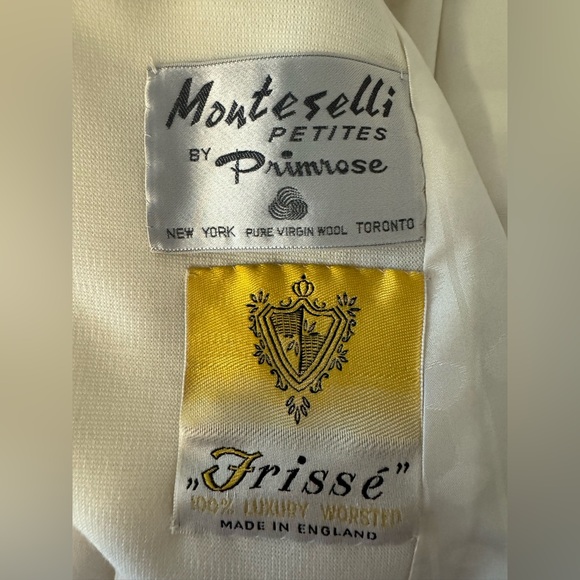 Monteselli
PETITES
BY Primrose
NEW YORK PURE VIRGIN WOOL TORONTO
„Frissé”
100% LUXURY WORSTED
MADE IN ENGLAND